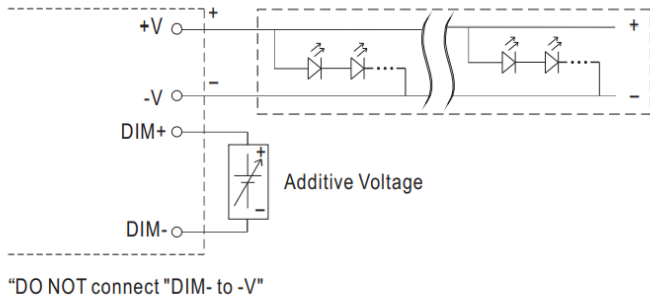 +V
+
+
-V
−
−
DIM+
+
Additive Voltage
−
DIM-
“DO NOT connect "DIM- to -V"